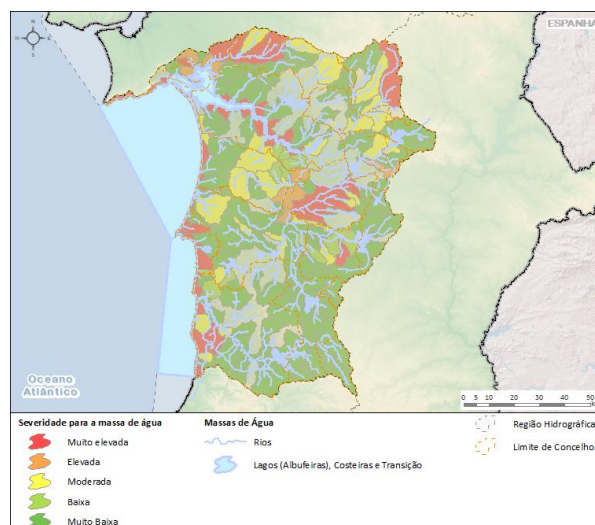 N
ESPANHA
Oceano
Atlântico
0 5 10 20 30 40 50
Severidade para a massa de água
Muito elevada
Elevada
Moderada
Baixa
Muito Baixa
Massas de Água
Rios
Lagos (Albufeiras), Costeiras e Transição
Região Hidrográfica
Limite de Concelho